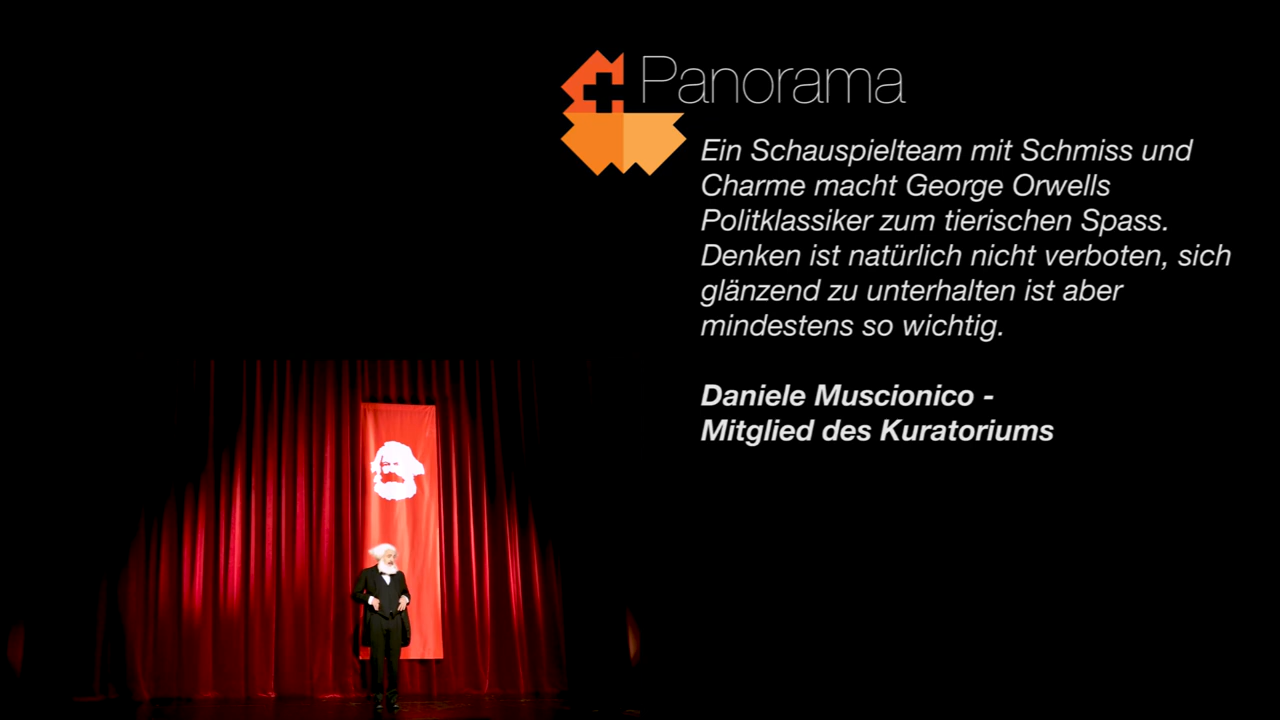 Panorama
Ein Schauspielteam mit Schmiss und
Charme macht George Orwells
Politklassiker zum tierischen Spass.
Denken ist natürlich nicht verboten, sich
glänzend zu unterhalten ist aber
mindestens so wichtig.
Daniele Muscionico -
Mitglied des Kuratoriums